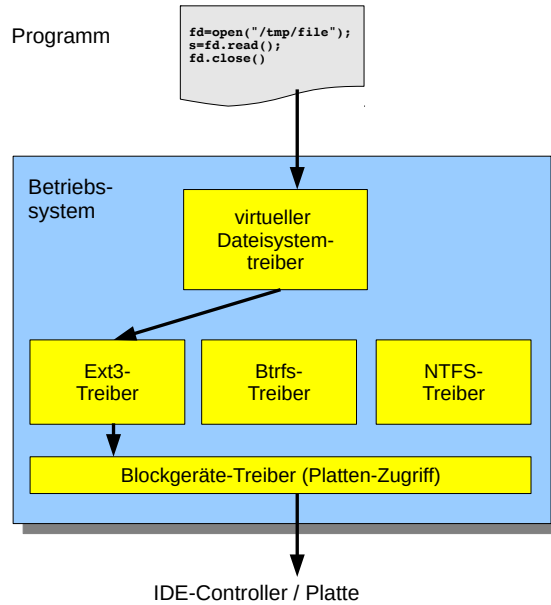 Programm
fd=open("/tmp/file");
s=fd.read();
fd.close()
Betriebs-
system
virtueller
Dateisystem-
treiber
Ext3-
Treiber
Btrfs-
Treiber
NTFS-
Treiber
Blockgeräte-Treiber (Platten-Zugriff)
IDE-Controller / Platte